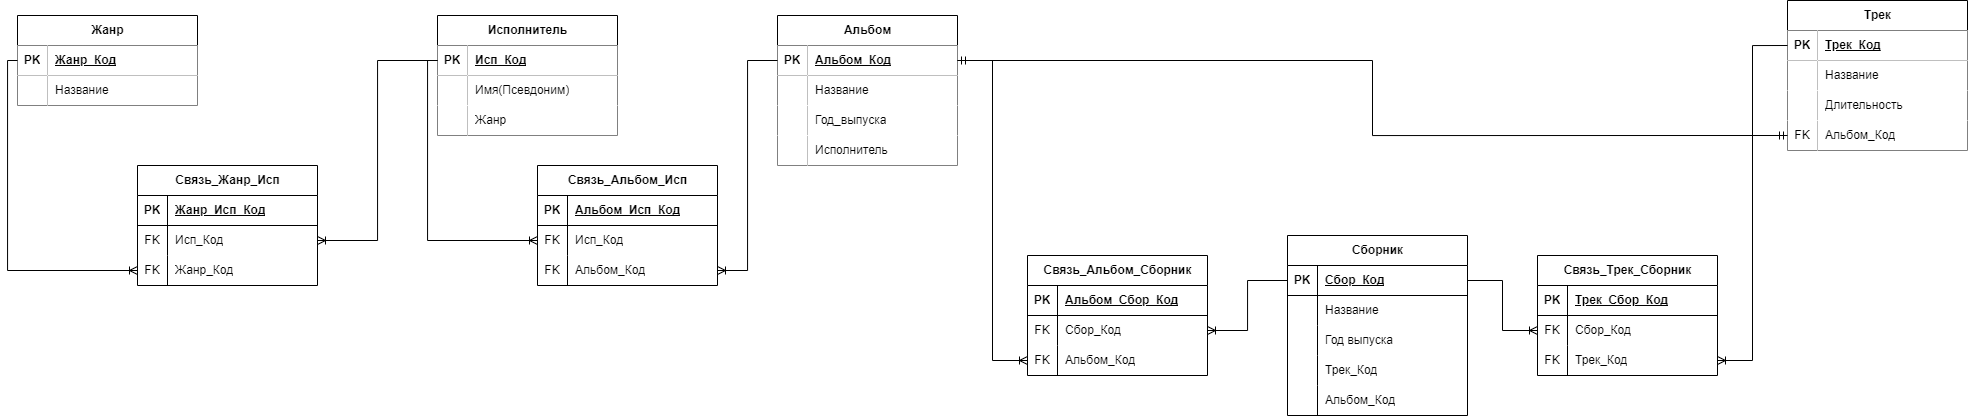 Жанр
PK Жанр_Код
Название
Исполнитель
PK Исп_Код
Имя(Псевдоним)
Жанр
Альбом
PK Альбом_Код
Название
Год_выпуска
Исполнитель
Трек
PK Трек_Код
Название
Длительность
FK Альбом_Код
Связь_Жанр_Исп
PK Жанр_Исп_Код
FK Исп_Код
FK Жанр_Код
Связь_Альбом_Исп
PK Альбом_Исп_Код
FK Исп_Код
FK Альбом_Код
Связь_Альбом_Сборник
PK Альбом_Сбор_Код
FK Сбор_Код
FK Альбом_Код
Сборник
PK Сбор_Код
Название
Год выпуска
Трек_Код
Альбом_Код
Связь_Трек_Сборник
PK Трек_Сбор_Код
FK Сбор_Код
FK Трек_Код